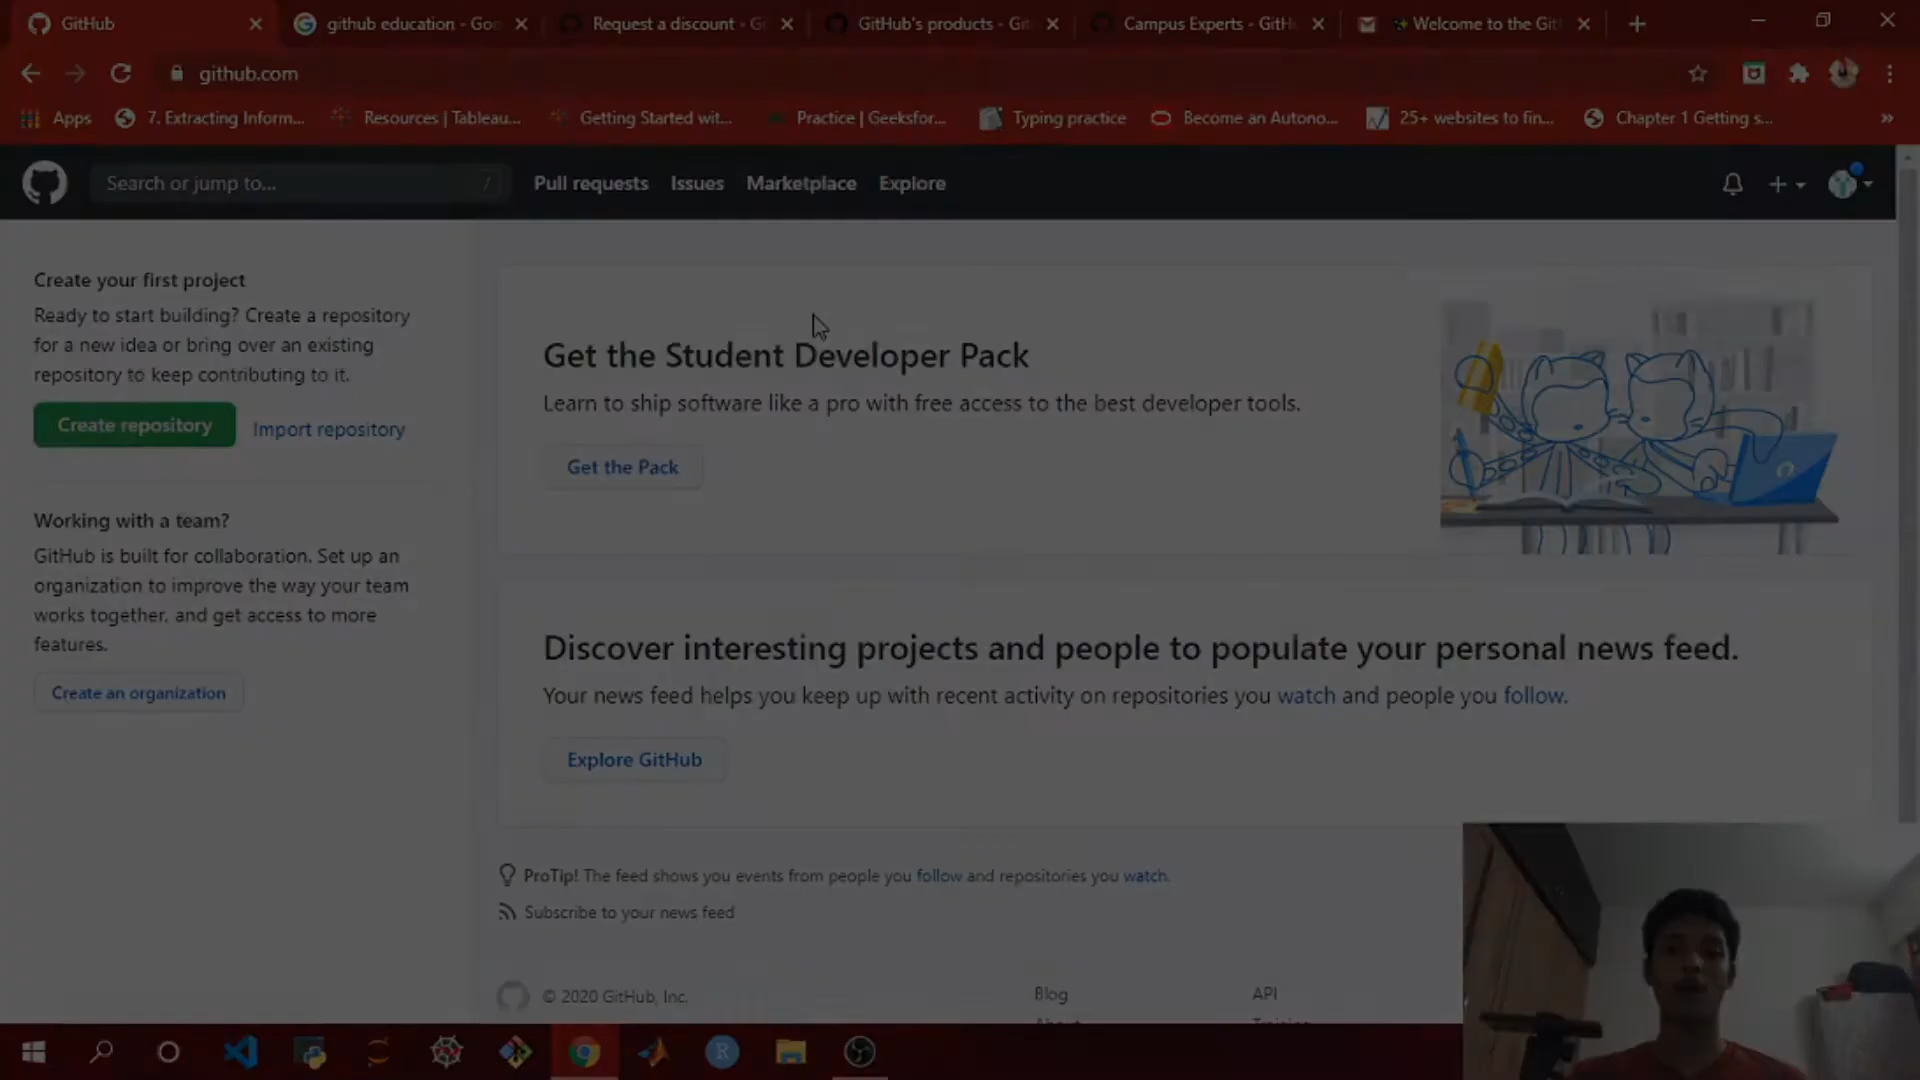 GitHub
github education - Goo
Request a discount - Gi
GitHub's products - Git
Campus Experts - GitH
Welcome to the Git
github.com
Apps
7. Extracting Inform...
Resources | Tableau...
Getting Started wit...
Practice | Geeksfor...
Typing practice
Become an Autono...
25+ websites to fin...
Chapter 1 Getting s...
»
Search or jump to...
/
Pull requests
Issues
Marketplace
Explore
Create your first project
Ready to start building? Create a repository
for a new idea or bring over an existing
repository to keep contributing to it.
Create repository
Import repository
Working with a team?
GitHub is built for collaboration. Set up an
organization to improve the way your team
works together, and get access to more
features.
Create an organization
Get the Student Developer Pack
Learn to ship software like a pro with free access to the best developer tools.
Get the Pack
Discover interesting projects and people to populate your personal news feed.
Your news feed helps you keep up with recent activity on repositories you watch and people you follow.
Explore GitHub
ProTip! The feed shows you events from people you follow and repositories you watch.
Subscribe to your news feed
© 2020 GitHub, Inc.
Blog
API